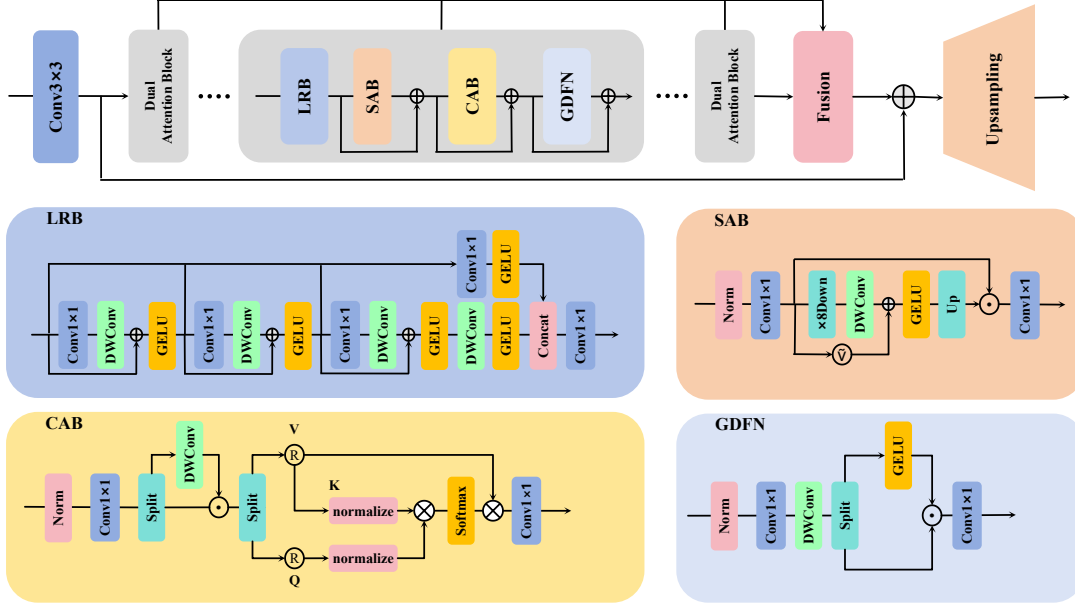 Conv3×3
Dual
Attention Block
LRB
SAB
CAB
GDFN
Dual
Attention Block
Fusion
Upsampling
LRB
Conv1×1
GELU
Conv1×1
DWConv
GELU
Conv1×1
DWConv
GELU
Conv1×1
DWConv
GELU
DWConv
GELU
Concat
Conv1×1
SAB
Norm
Conv1×1
×8Down
DWConv
GELU
Up
Conv1×1
V̂
CAB
Norm
Conv1×1
Split
DWConv
Split
V
R
K
normalize
Softmax
Conv1×1
R
normalize
Q
GDFN
Norm
Conv1×1
DWConv
Split
GELU
Conv1×1